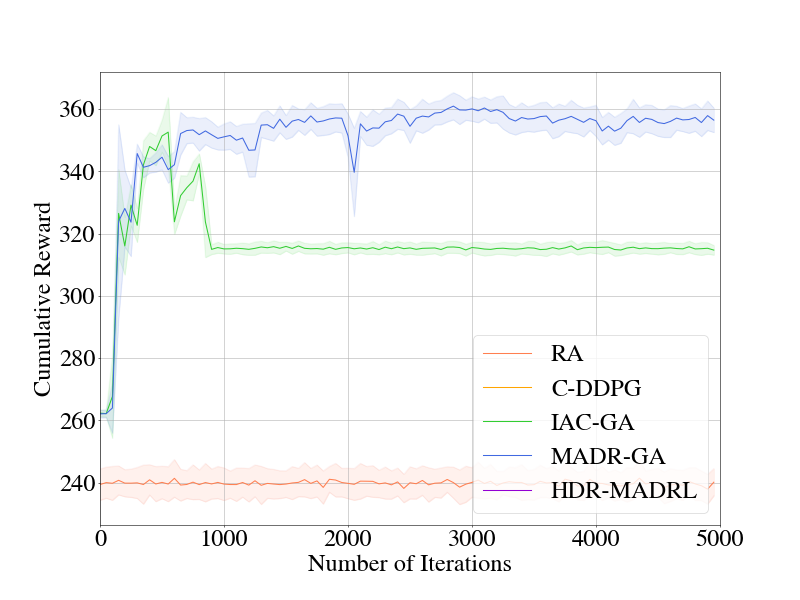 360
340
320
300
280
260
240
Cumulative Reward
RA
C-DDPG
IAC-GA
MADR-GA
HDR-MADRL
0
1000
2000
3000
4000
5000
Number of Iterations